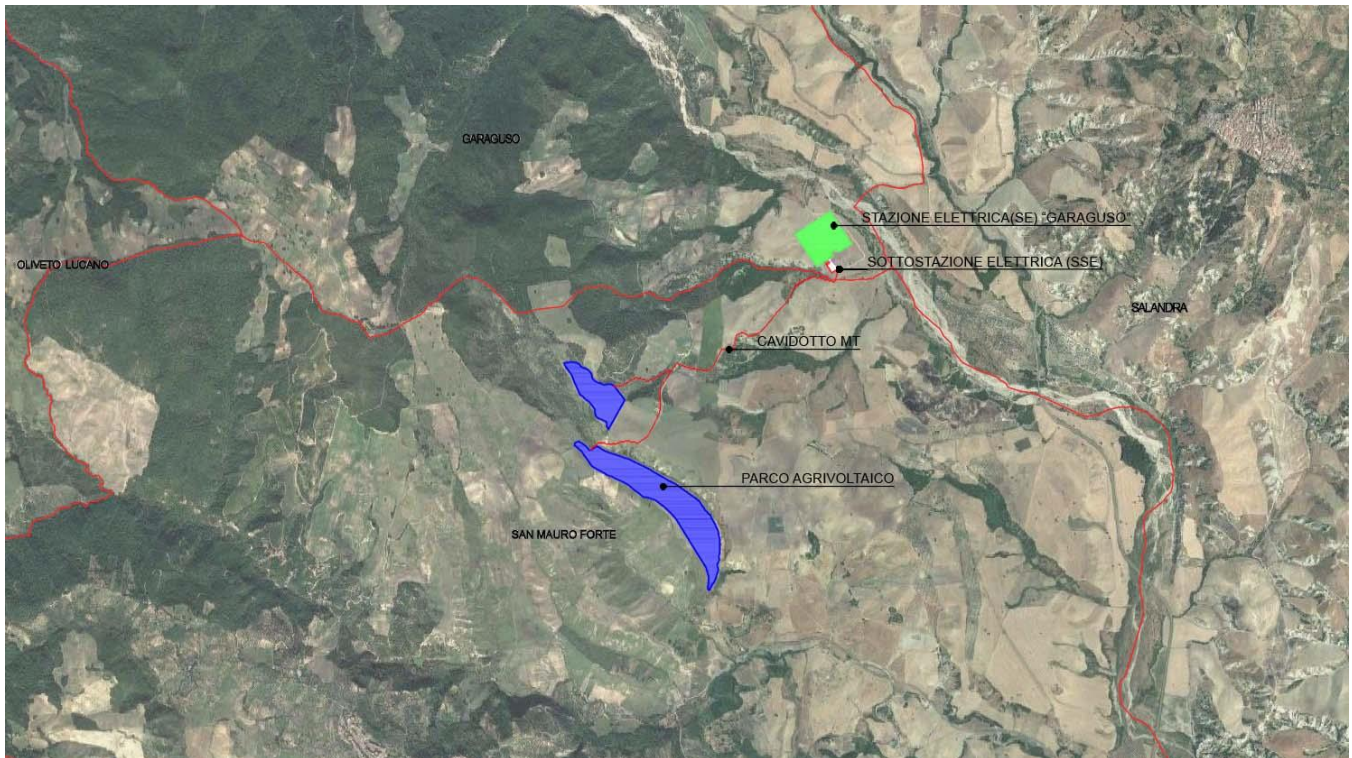 GARAGUSO
STAZIONE ELETTRICA(SE) "GARAGUSO"
OLIVETO LUCANO
SOTTOSTAZIONE ELETTRICA (SSE)
SALANDRA
CAVIDOTTO MT
PARCO AGRIVOLTAICO
SAN MAURO FORTE